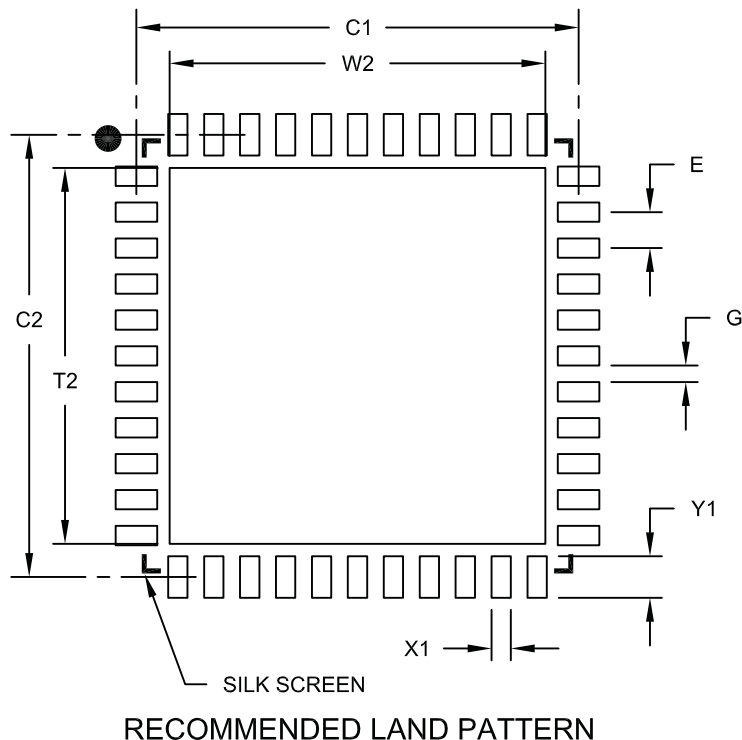 C1
W2
E
C2
G
T2
Y1
X1
SILK SCREEN
RECOMMENDED LAND PATTERN